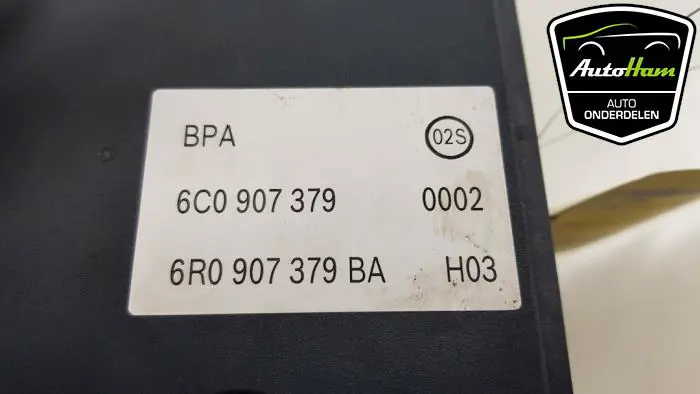 AutoHam
AUTO
ONDERDELEN
BPA 02S
6C0 907 379 0002
6R0 907 379 BA H03